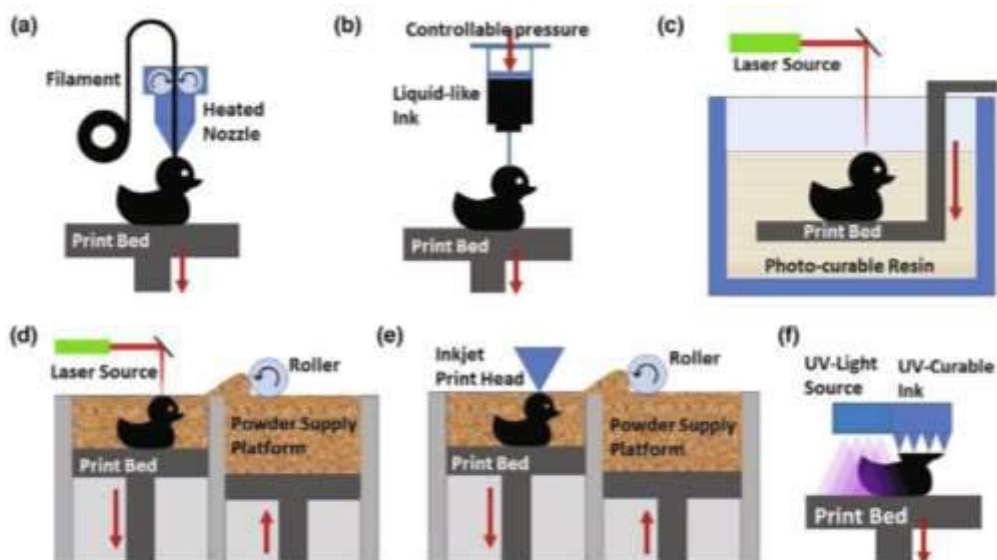 (a)
Filament
Heated
Nozzle
Print Bed
(b)
Controllable pressure
Liquid-like
Ink
Print Bed
(c)
Laser Source
Print Bed
Photo-curable Resin
(d)
Laser Source
Roller
Powder Supply
Platform
Print Bed
(e)
Inkjet
Print Head
Roller
Powder Supply
Platform
Print Bed
(f)
UV-Light
Source
UV-Curable
Ink
Print Bed